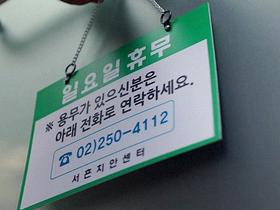 일요일 휴무
※ 용무가 있으신분은
아래 전화로 연락하세요.
☎ 02)250-4112
서흔치안센터